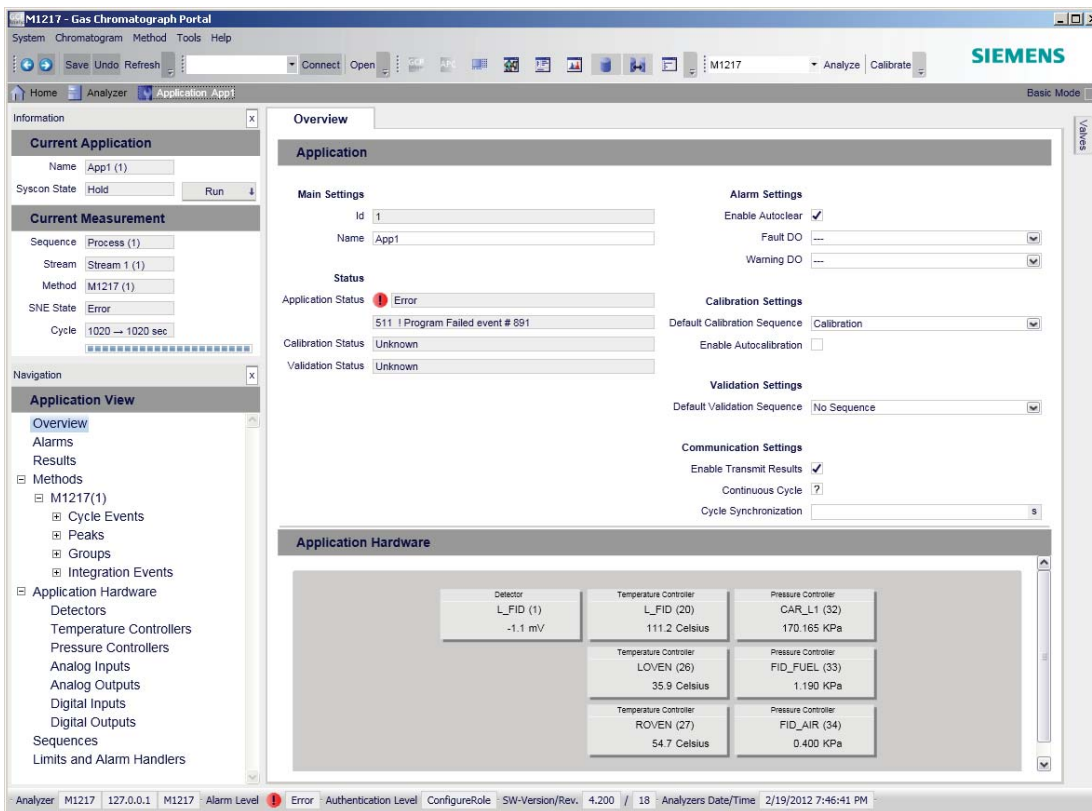 M1217 - Gas Chromatograph Portal
System Chromatogram Method Tools Help
Save Undo Refresh Connect Open M1217 Analyze Calibrate
SIEMENS
Home Analyzer Application App1 Basic Mode
Information x
Current Application
Name App1 (1)
Syscon State Hold Run
Current Measurement
Sequence Process (1)
Stream Stream 1 (1)
Method M1217 (1)
SNE State Error
Cycle 1020 → 1020 sec
Navigation x
Application View
Overview
Alarms
Results
Methods
M1217(1)
Cycle Events
Peaks
Groups
Integration Events
Application Hardware
Detectors
Temperature Controllers
Pressure Controllers
Analog Inputs
Analog Outputs
Digital Inputs
Digital Outputs
Sequences
Limits and Alarm Handlers
Overview
Valves
Application
Main Settings
Id 1
Name App1
Status
Application Status ! Error
511 ! Program Failed event # 891
Calibration Status Unknown
Validation Status Unknown
Alarm Settings
Enable Autoclear
Fault DO ---
Warning DO ---
Calibration Settings
Default Calibration Sequence Calibration
Enable Autocalibration
Validation Settings
Default Validation Sequence No Sequence
Communication Settings
Enable Transmit Results
Continuous Cycle ?
Cycle Synchronization s
Application Hardware
Detector
L_FID (1)
-1.1 mV
Temperature Controller
L_FID (20)
111.2 Celsius
Pressure Controller
CAR_L1 (32)
170.165 KPa
Temperature Controller
LOVEN (26)
35.9 Celsius
Pressure Controller
FID_FUEL (33)
1.190 KPa
Temperature Controller
ROVEN (27)
54.7 Celsius
Pressure Controller
FID_AIR (34)
0.400 KPa
Analyzer M1217 127.0.0.1 M1217 Alarm Level ! Error Authentication Level ConfigureRole SW-Version/Rev. 4.200 / 18 Analyzers Date/Time 2/19/2012 7:46:41 PM